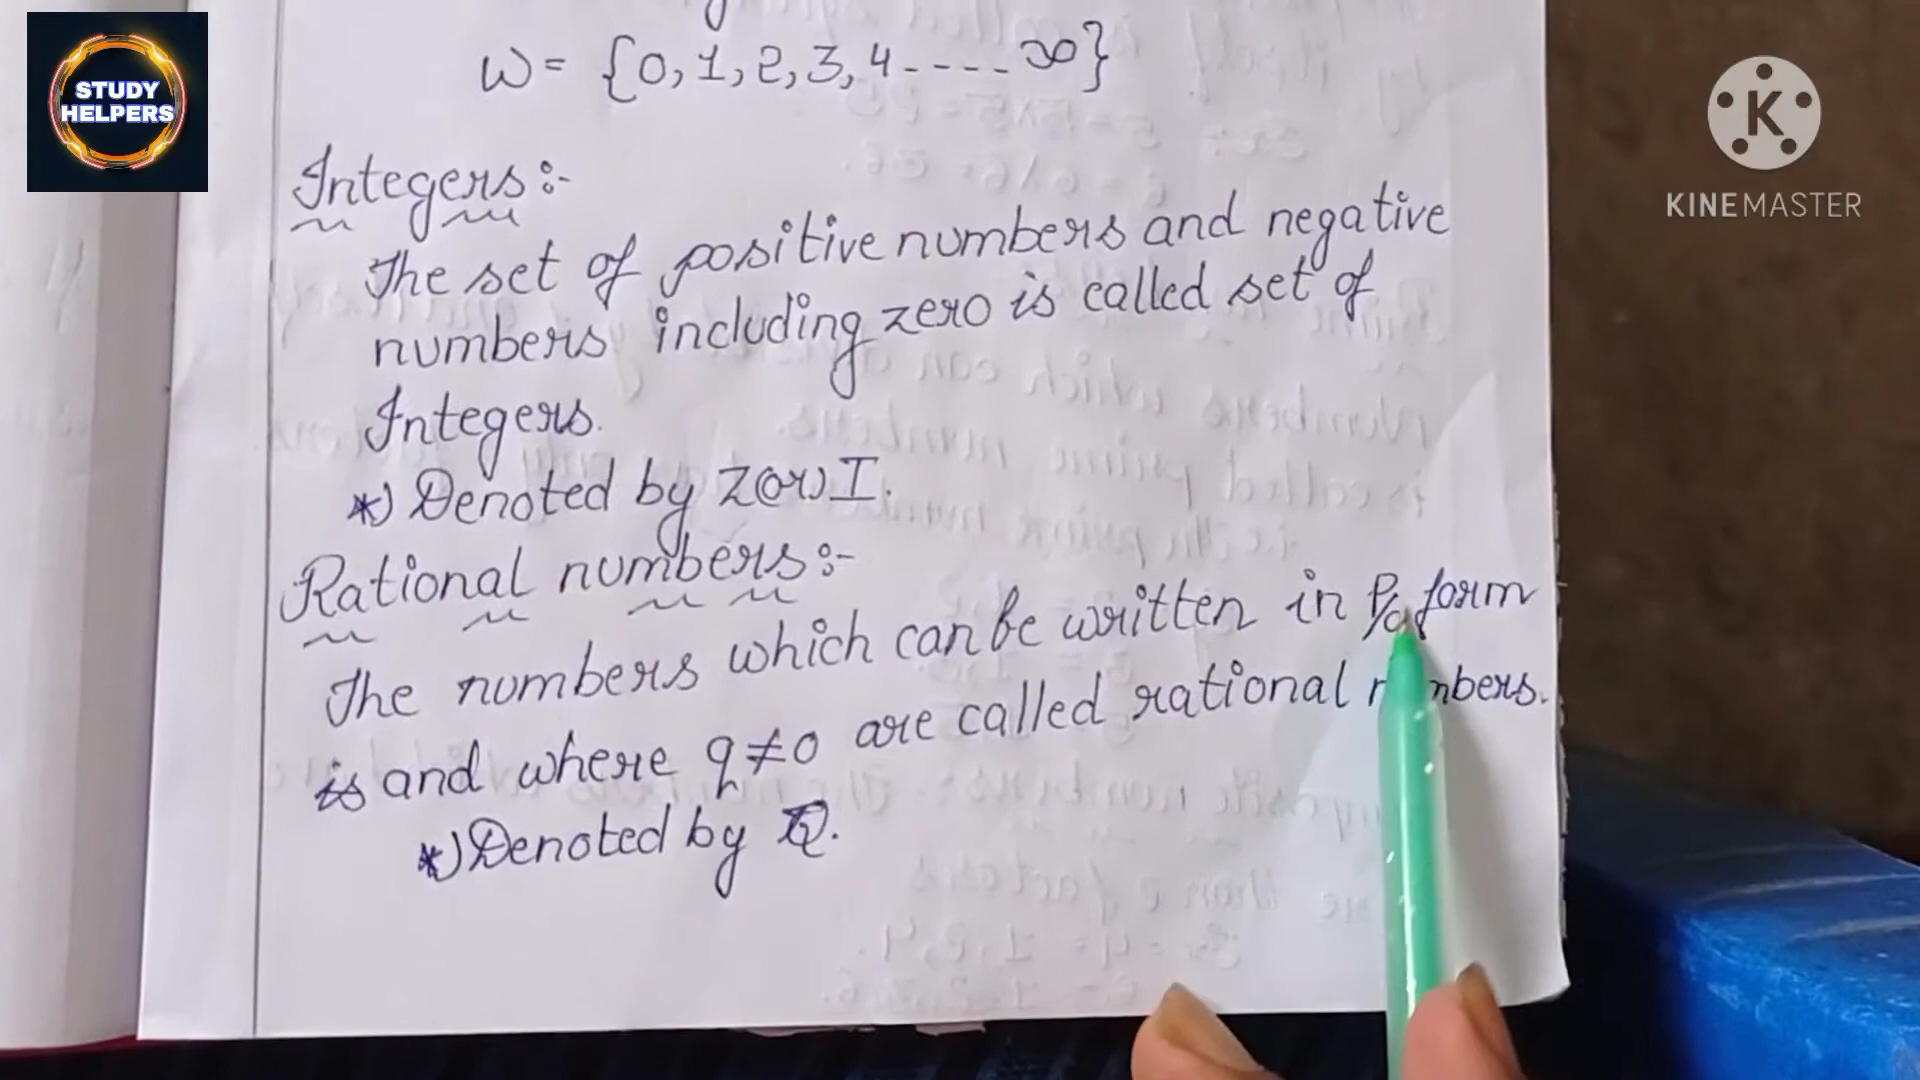 STUDY
HELPERS
K
KINEMASTER
W = {0, 1, 2, 3, 4 - - - - ∞}
Integers :-
The set of positive numbers and negative
numbers including zero is called set of
Integers.
*) Denoted by Z (or) I.
Rational numbers :-
The numbers which can be written in P/q form
is and where q ≠ 0 are called rational numbers.
*) Denoted by Q.